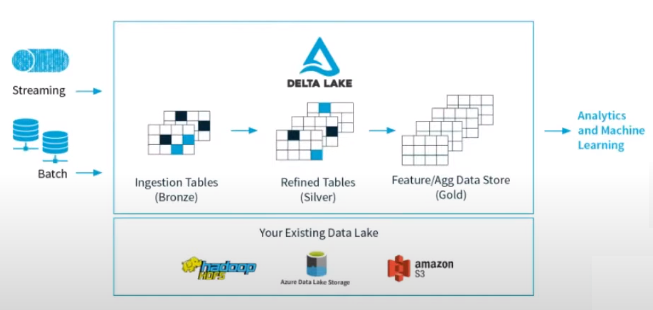 DELTA LAKE
Streaming
Batch
Ingestion Tables
(Bronze)
Refined Tables
(Silver)
Feature/Agg Data Store
(Gold)
Analytics
and Machine
Learning
Your Existing Data Lake
hadoop
HDFS
Azure Data Lake Storage
amazon
S3